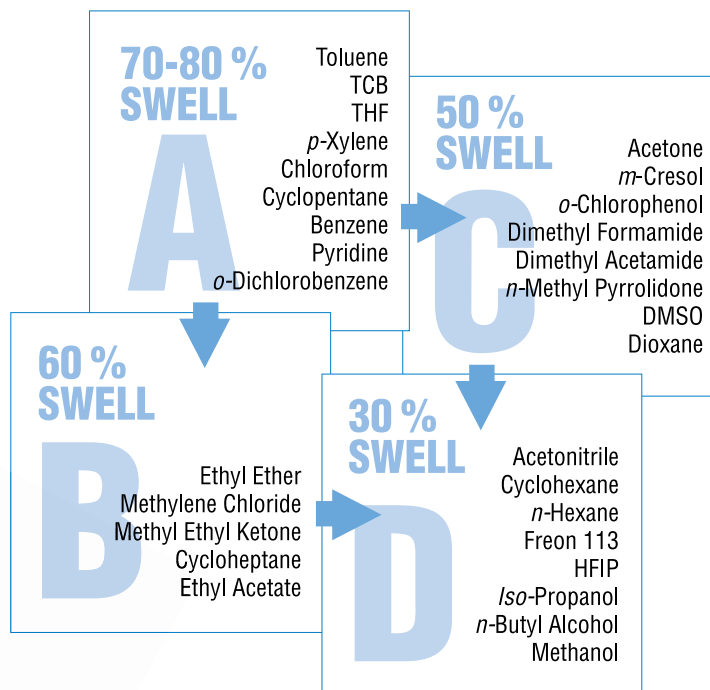 70-80 %
SWELL
A
Toluene
TCB
THF
p-Xylene
Chloroform
Cyclopentane
Benzene
Pyridine
o-Dichlorobenzene
50 %
SWELL
C
Acetone
m-Cresol
o-Chlorophenol
Dimethyl Formamide
Dimethyl Acetamide
n-Methyl Pyrrolidone
DMSO
Dioxane
60 %
SWELL
B
Ethyl Ether
Methylene Chloride
Methyl Ethyl Ketone
Cycloheptane
Ethyl Acetate
30 %
SWELL
D
Acetonitrile
Cyclohexane
n-Hexane
Freon 113
HFIP
Iso-Propanol
n-Butyl Alcohol
Methanol